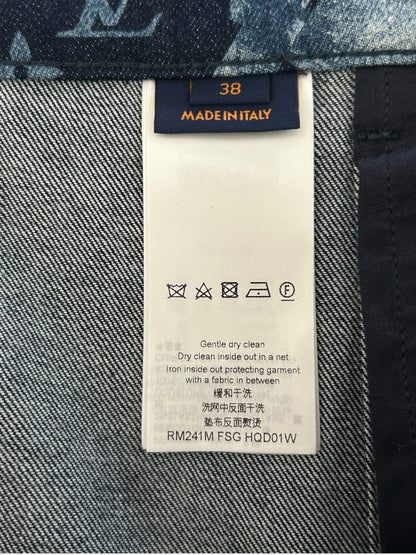 LV
38
MADE IN ITALY
F
Gentle dry clean
Dry clean inside out in a net
Iron inside out protecting garment
with a fabric in between
缓和干洗
洗网中反面干洗
垫布反面熨烫
RM241M FSG HQD01W